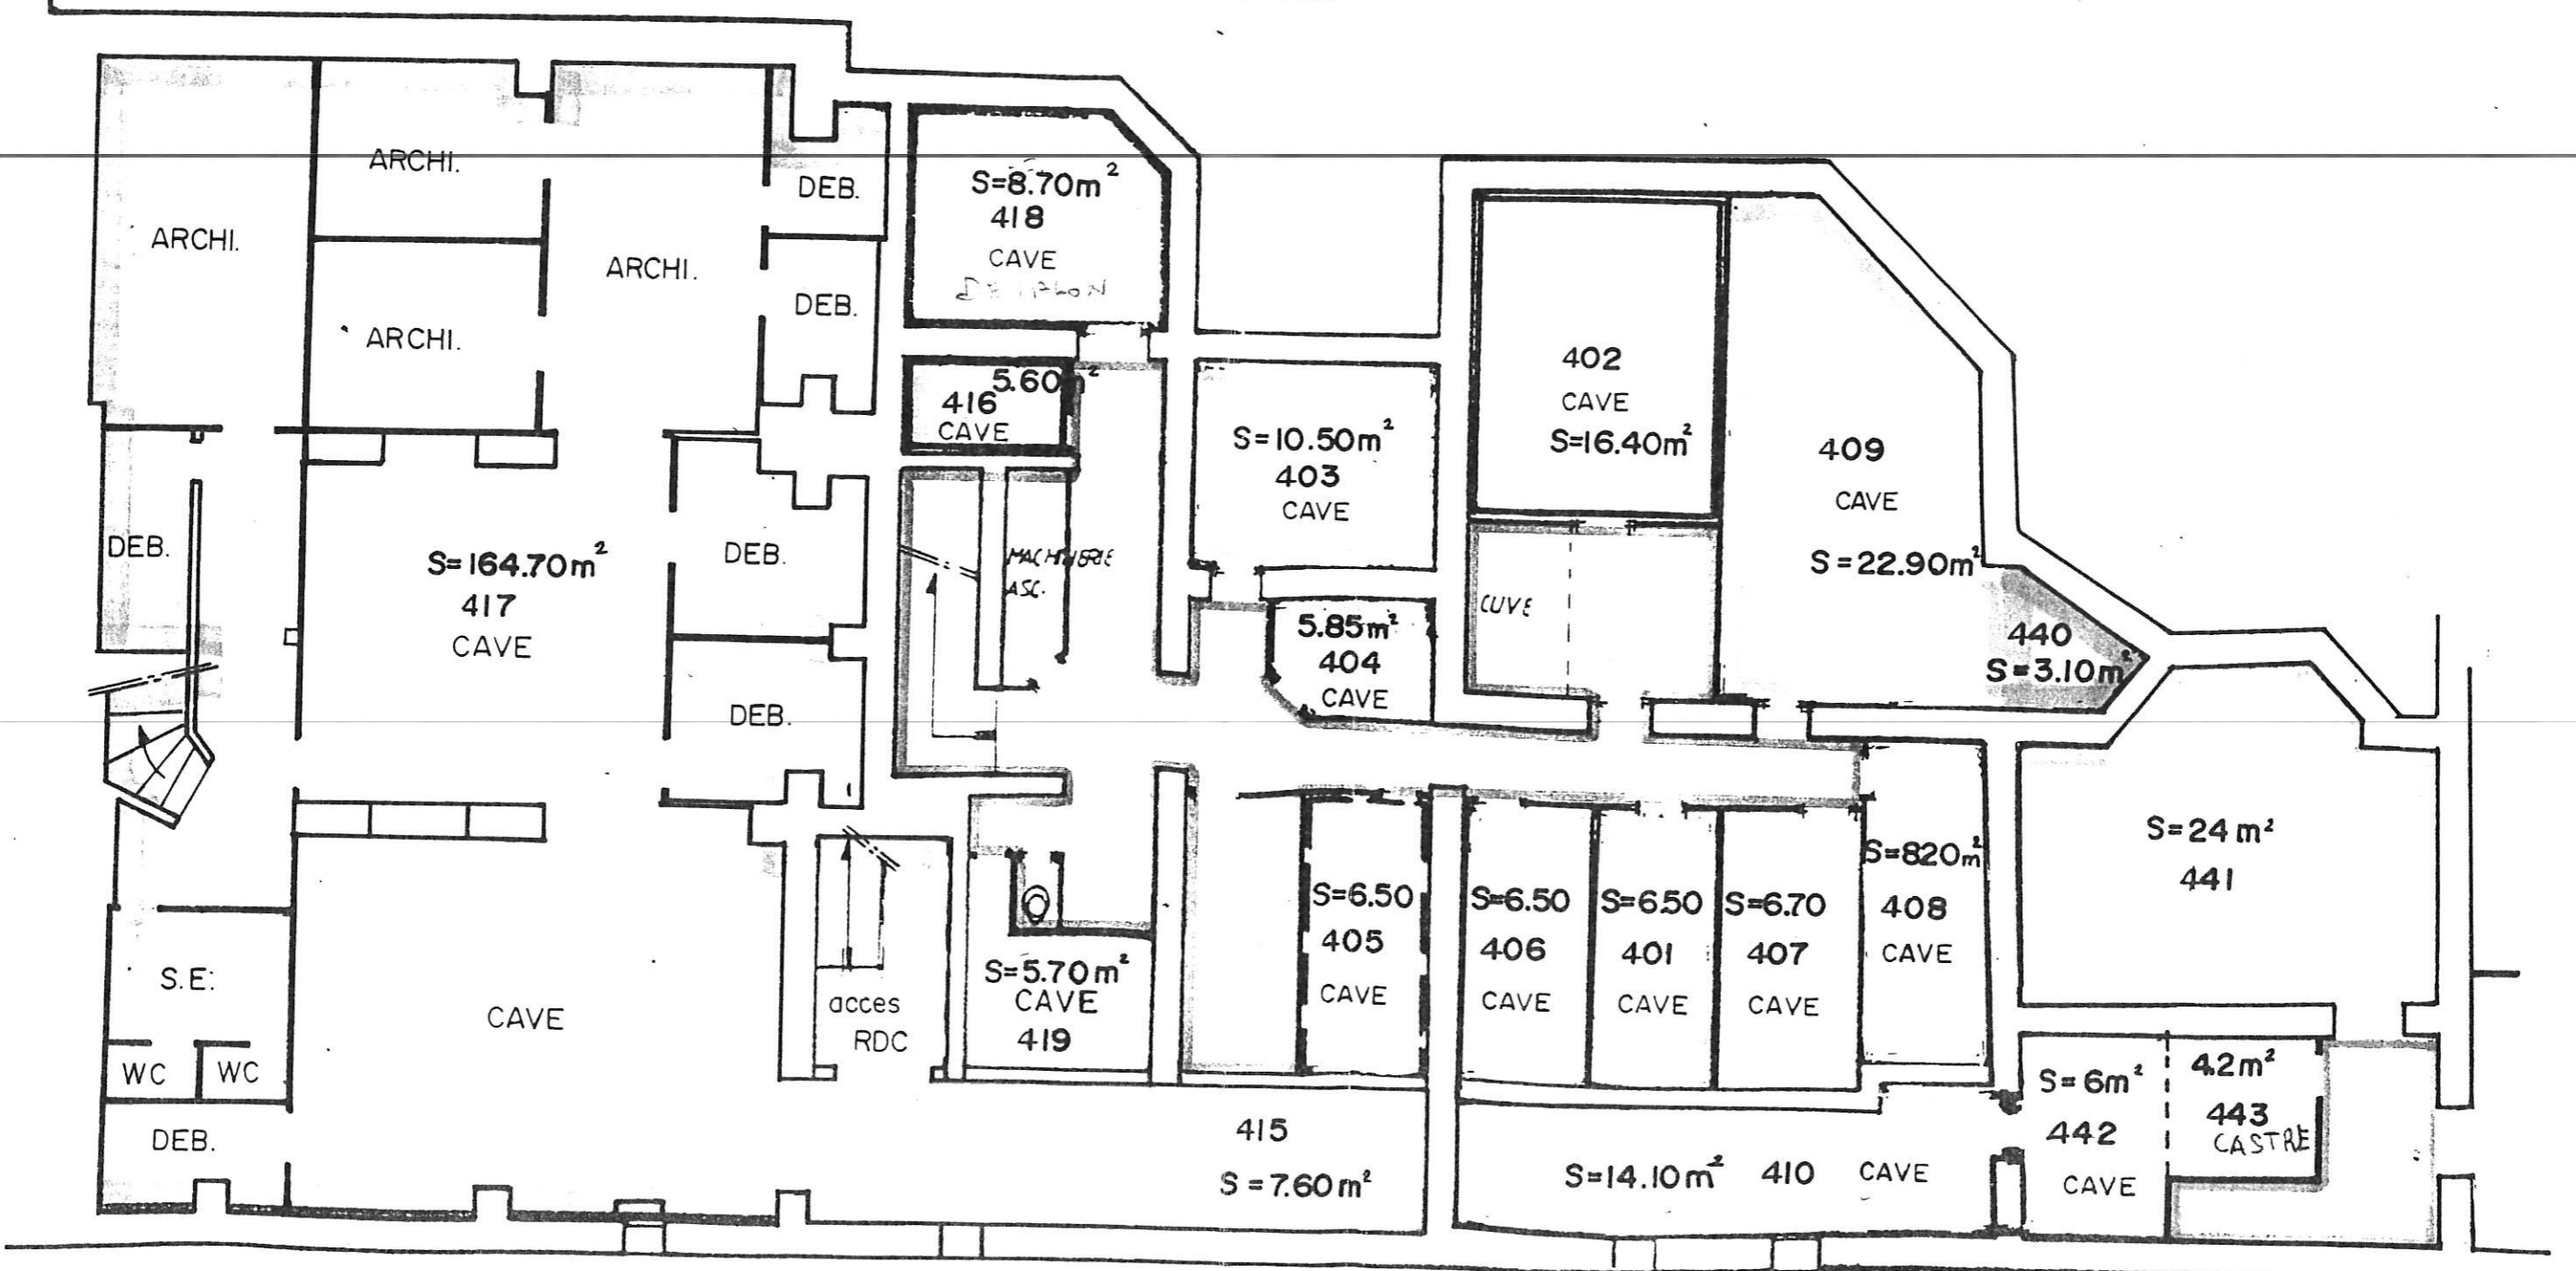 ARCHI.
ARCHI.
ARCHI.
ARCHI.
DEB.
DEB.
DEB.
S=164.70m²
417
CAVE
DEB.
DEB.
S.E.
WC
WC
DEB.
CAVE
acces
RDC
S=8.70m²
418
CAVE
5.60m²
416
CAVE
MACHINERIE
ASC.
S=10.50m²
403
CAVE
5.85m²
404
CAVE
402
CAVE
S=16.40m²
CUVE
409
CAVE
S=22.90m²
440
S=3.10m²
S=5.70m²
CAVE
419
S=6.50
405
CAVE
S=6.50
406
CAVE
S=6.50
401
CAVE
S=6.70
407
CAVE
S=820m²
408
CAVE
S=24m²
441
415
S=7.60m²
S=14.10m² 410 CAVE
S=6m²
442
CAVE
4.2m²
443
CASTRE